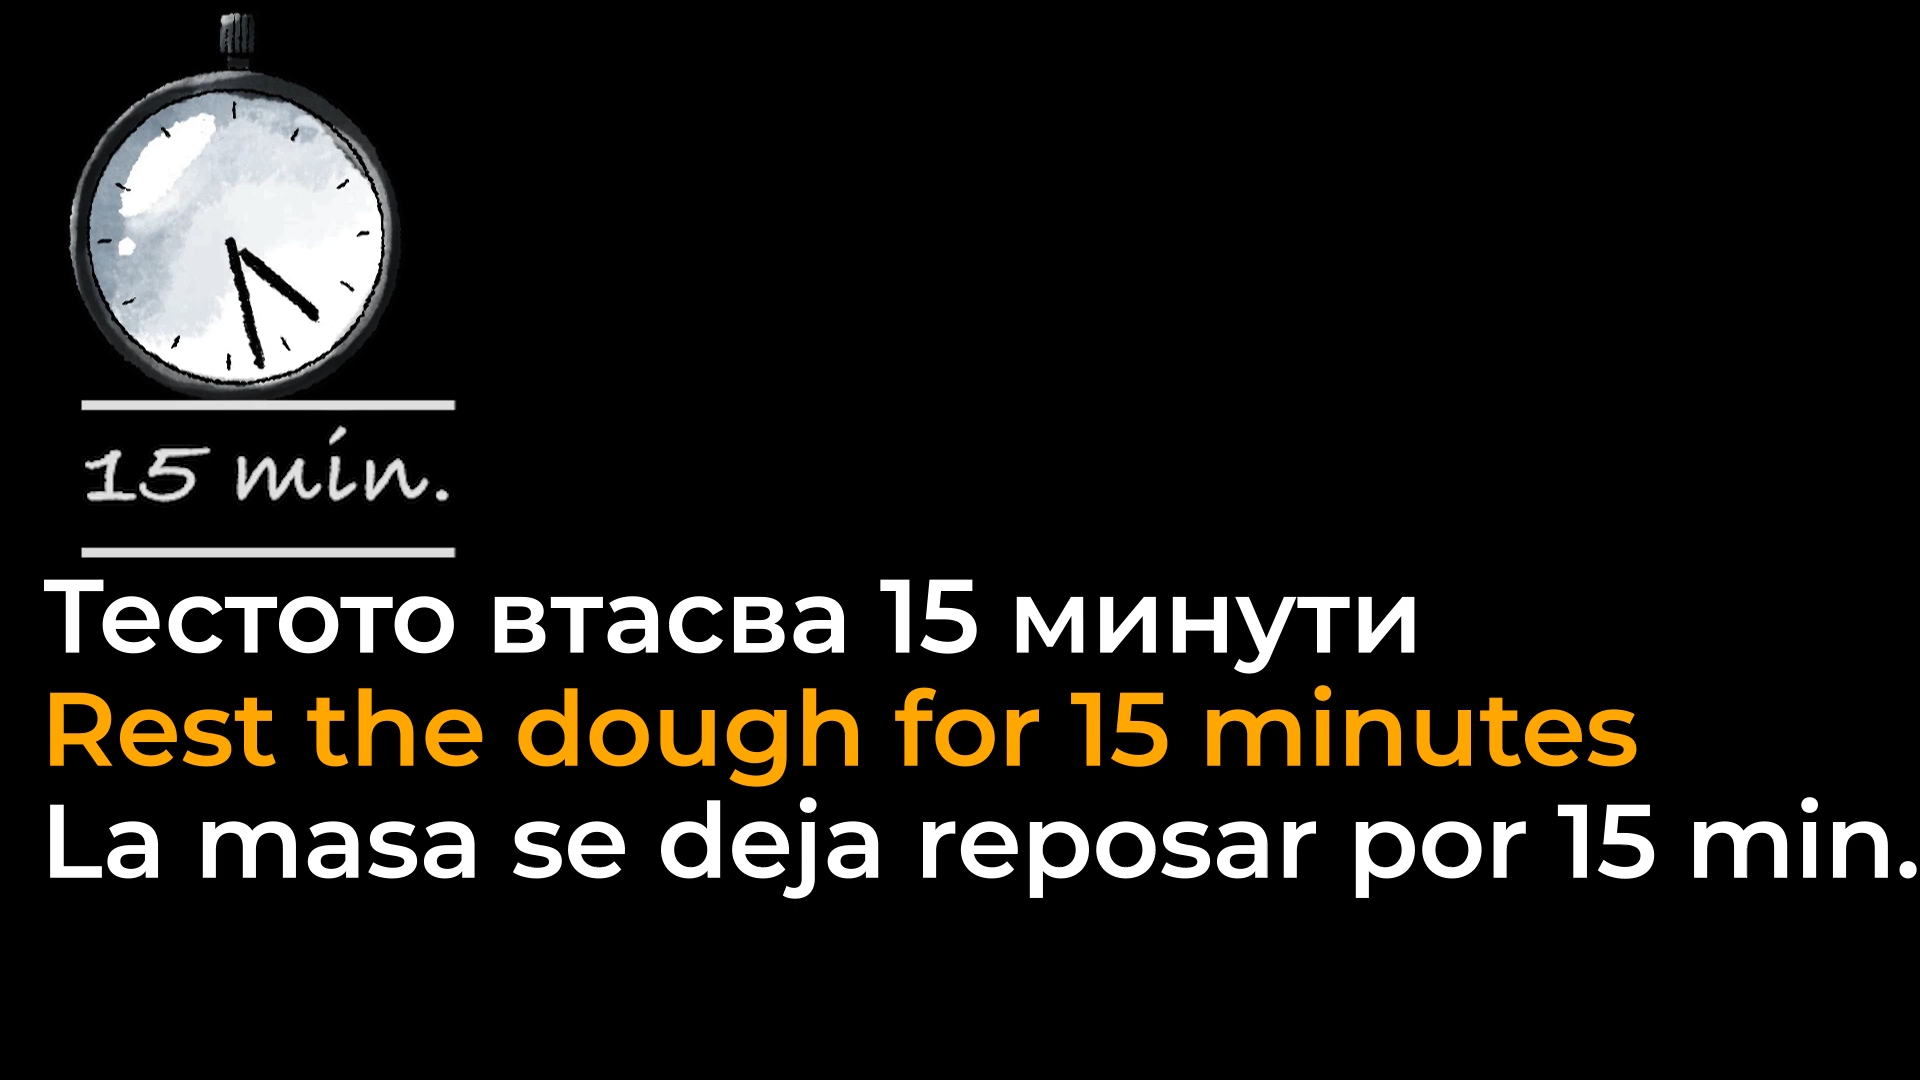 15 min.
Тестото втасва 15 минути
Rest the dough for 15 minutes
La masa se deja reposar por 15 min.